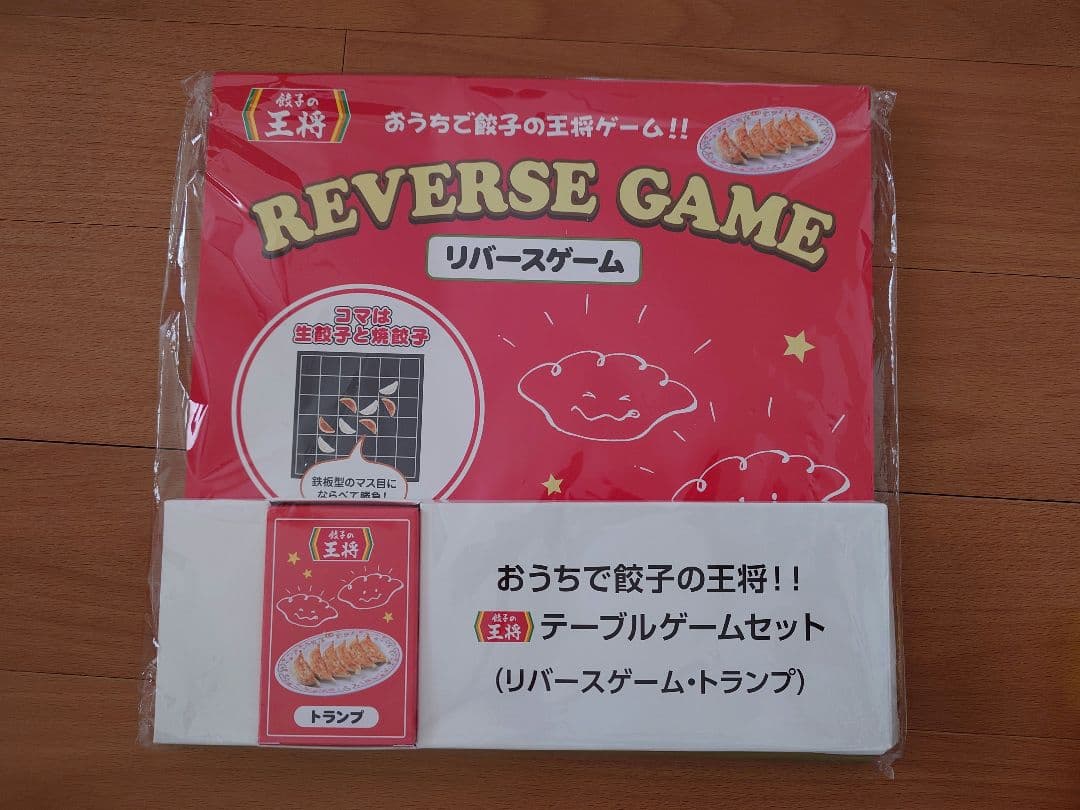 餃子の
王将
おうちで餃子の王将ゲーム!!
REVERSE GAME
リバースゲーム
コマは
生餃子と焼餃子
鉄板型のマス目に
ならべて勝負!
餃子の
王将
トランプ
おうちで餃子の王将!!
餃子の
王将 テーブルゲームセット
(リバースゲーム・トランプ)